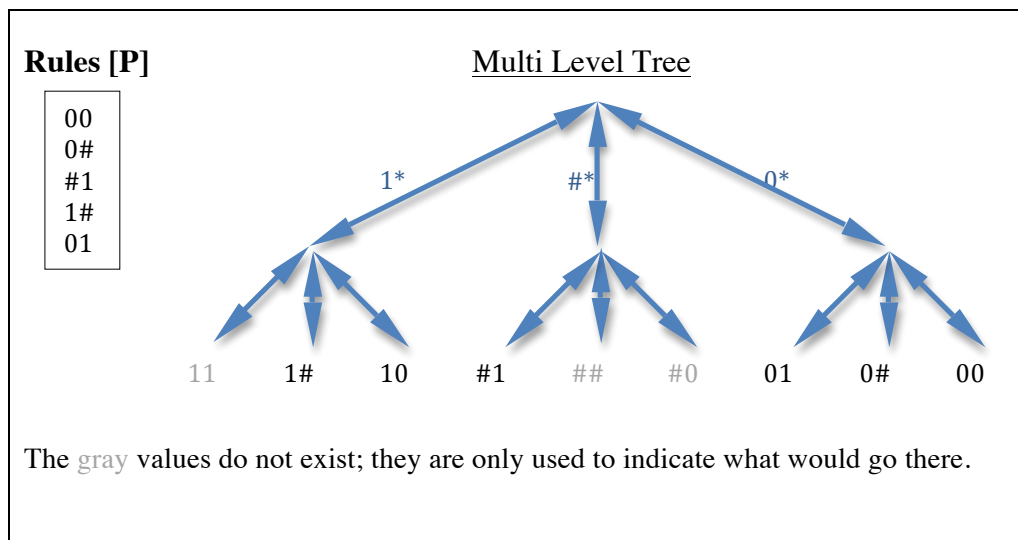 Rules [P]
Multi Level Tree
00
0#
#1
1#
01
1* #* 0*
11 1# 10 #1 ## #0 01 0# 00
The gray values do not exist; they are only used to indicate what would go there.